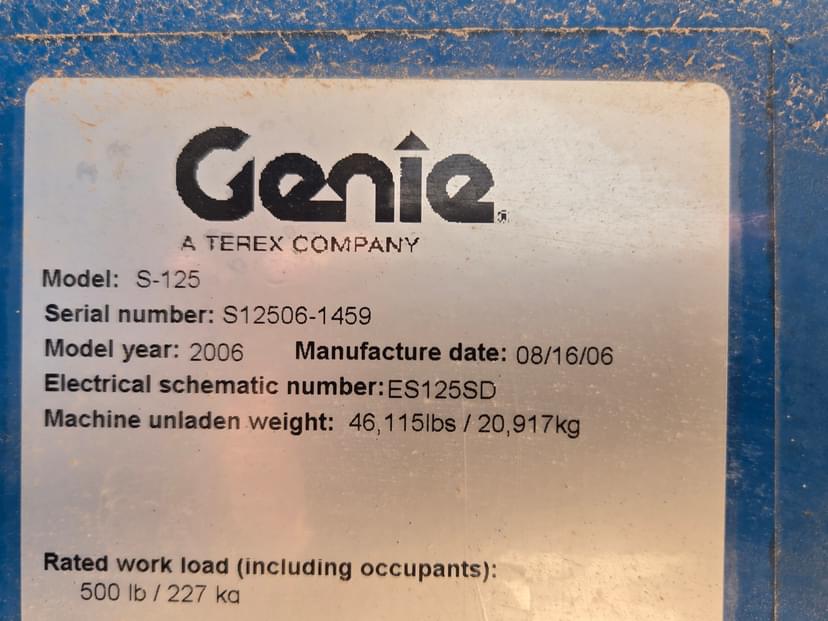 Genie
A TEREX COMPANY
Model: S-125
Serial number: S12506-1459
Model year: 2006 Manufacture date: 08/16/06
Electrical schematic number: ES125SD
Machine unladen weight: 46,115lbs / 20,917kg
Rated work load (including occupants):
500 lb / 227 kg